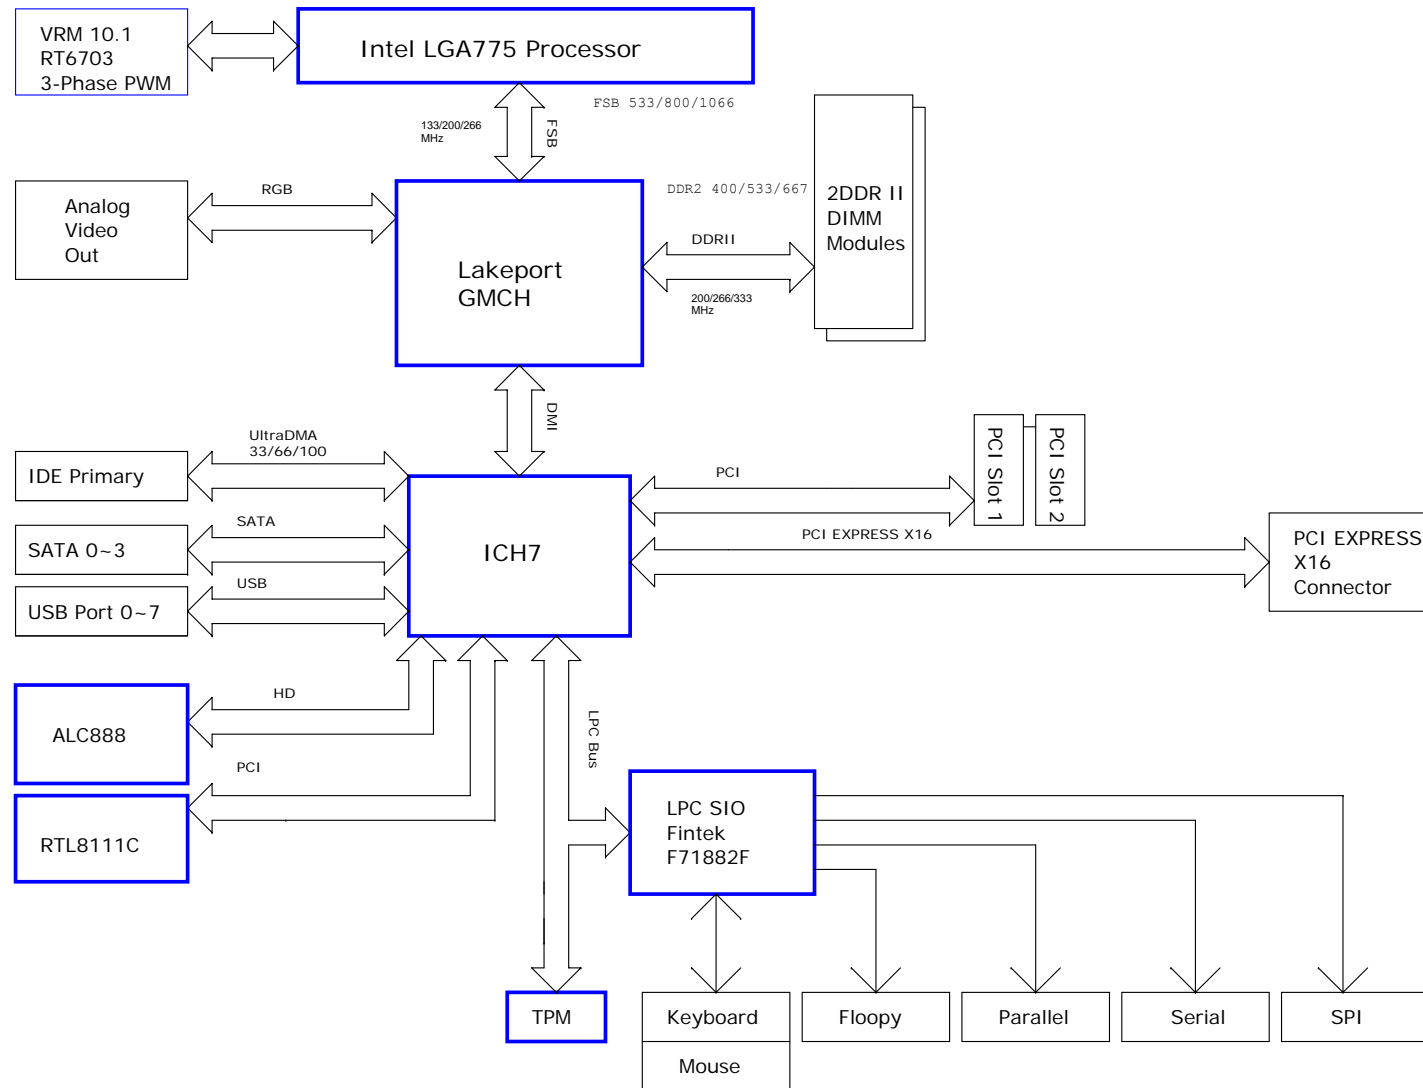 VRM 10.1
RT6703
3-Phase PWM
Intel LGA775 Processor
FSB 533/800/1066
133/200/266
MHz
FSB
Analog
Video
Out
RGB
Lakeport
GMCH
DDR2 400/533/667
DDRII
200/266/333
MHz
2DDR II
DIMM
Modules
DMI
IDE Primary
UltraDMA
33/66/100
SATA 0~3
SATA
USB Port 0~7
USB
ICH7
PCI
PCI Slot 1
PCI Slot 2
PCI EXPRESS X16
PCI EXPRESS
X16
Connector
ALC888
HD
RTL8111C
PCI
LPC Bus
LPC SIO
Fintek
F71882F
TPM
Keyboard
Mouse
Floopy
Parallel
Serial
SPI